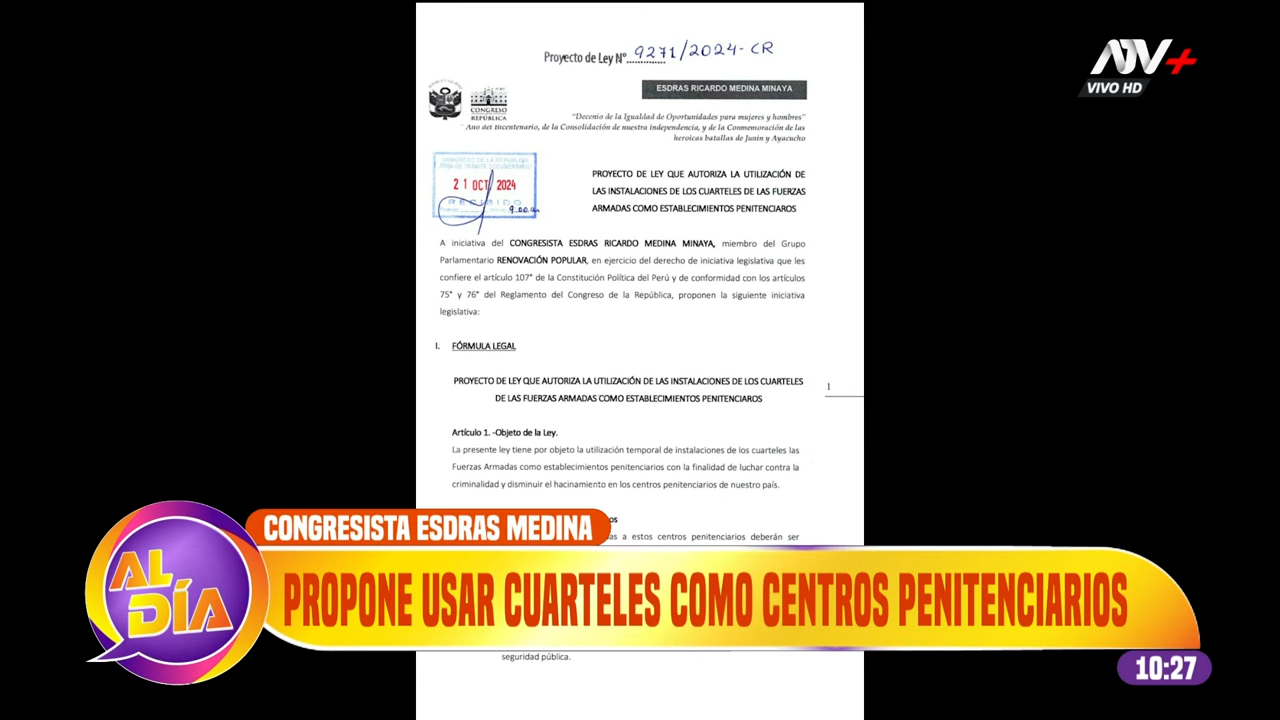 Proyecto de Ley N° 9271/2024-CR
ATV+
VIVO HD
ESDRAS RICARDO MEDINA MINAYA
CONGRESO
REPÚBLICA
"Decenio de la Igualdad de Oportunidades para mujeres y hombres"
"Año del Bicentenario, de la Consolidación de nuestra independencia, y de la Conmemoración de las
heroicas batallas de Junín y Ayacucho
CONGRESO DE LA REPÚBLICA
ÁREA DE TRÁMITE DOCUMENTARIO
21 OCT 2024
RECIBIDO
PROYECTO DE LEY QUE AUTORIZA LA UTILIZACIÓN DE
LAS INSTALACIONES DE LOS CUARTELES DE LAS FUERZAS
ARMADAS COMO ESTABLECIMIENTOS PENITENCIAROS
A iniciativa del CONGRESISTA ESDRAS RICARDO MEDINA MINAYA, miembro del Grupo
Parlamentario RENOVACIÓN POPULAR, en ejercicio del derecho de iniciativa legislativa que les
confiere el artículo 107° de la Constitución Política del Perú y de conformidad con los artículos
75° y 76° del Reglamento del Congreso de la República, proponen la siguiente iniciativa
legislativa:
I. FÓRMULA LEGAL
PROYECTO DE LEY QUE AUTORIZA LA UTILIZACIÓN DE LAS INSTALACIONES DE LOS CUARTELES
DE LAS FUERZAS ARMADAS COMO ESTABLECIMIENTOS PENITENCIAROS
1
Artículo 1. -Objeto de la Ley.
La presente ley tiene por objeto la utilización temporal de instalaciones de los cuarteles las
Fuerzas Armadas como establecimientos penitenciarios con la finalidad de luchar contra la
criminalidad y disminuir el hacinamiento en los centros penitenciarios de nuestro país.
a estos centros penitenciarios deberán ser
CONGRESISTA ESDRAS MEDINA
AL DÍA
PROPONE USAR CUARTELES COMO CENTROS PENITENCIARIOS
seguridad pública.
10:27